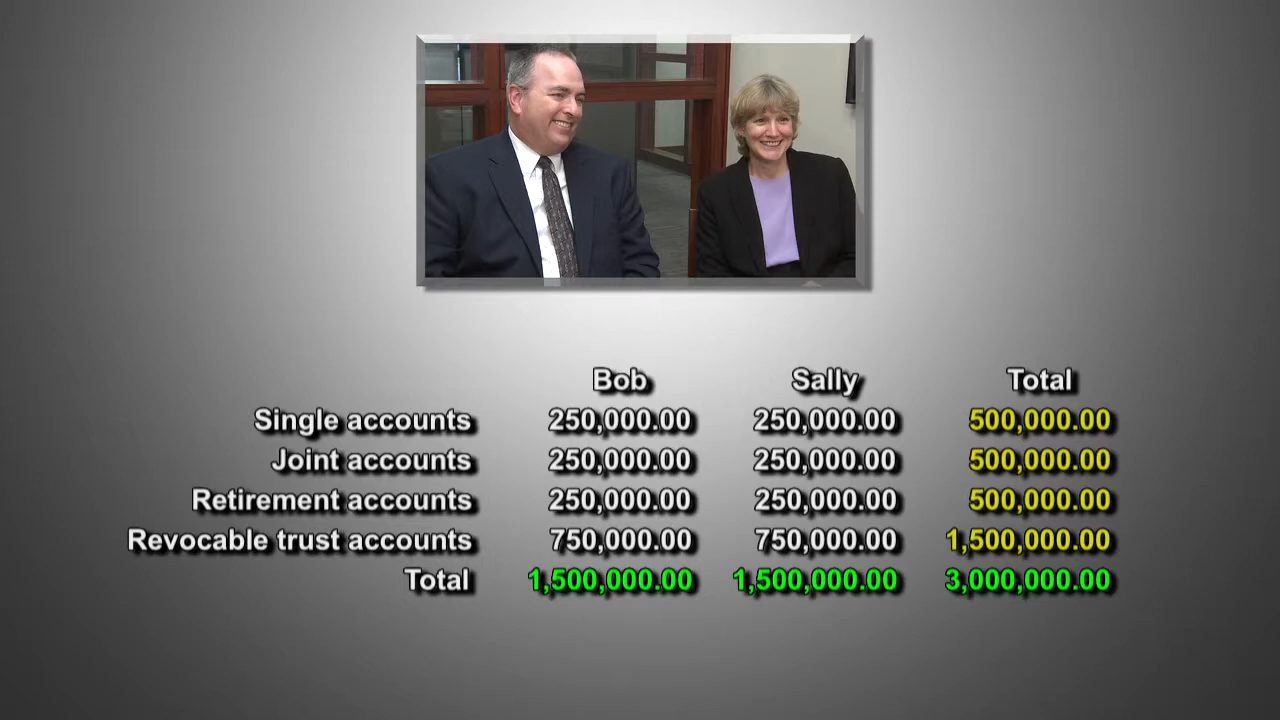 Bob Sally Total
Single accounts 250,000.00 250,000.00 500,000.00
Joint accounts 250,000.00 250,000.00 500,000.00
Retirement accounts 250,000.00 250,000.00 500,000.00
Revocable trust accounts 750,000.00 750,000.00 1,500,000.00
Total 1,500,000.00 1,500,000.00 3,000,000.00